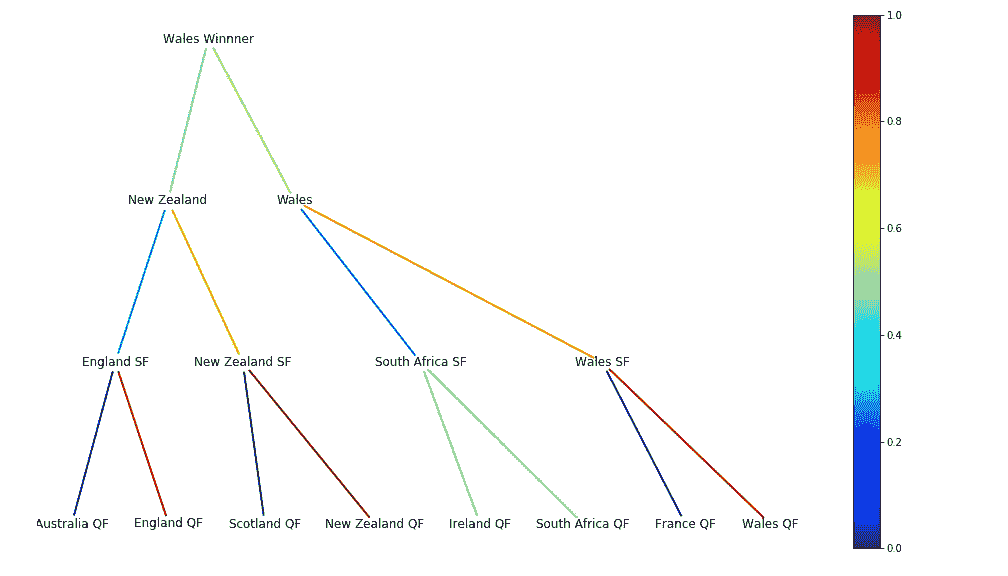 Wales Winnner
New Zealand
Wales
England SF
New Zealand SF
South Africa SF
Wales SF
Australia QF
England QF
Scotland QF
New Zealand QF
Ireland QF
South Africa QF
France QF
Wales QF
1.0
0.8
0.6
0.4
0.2
0.0